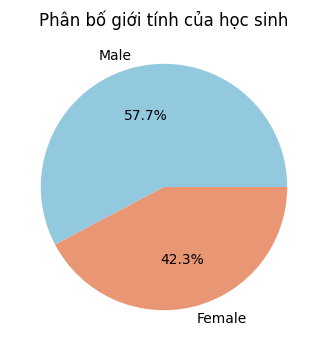 Phân bố giới tính của học sinh
Male
57.7%
42.3%
Female